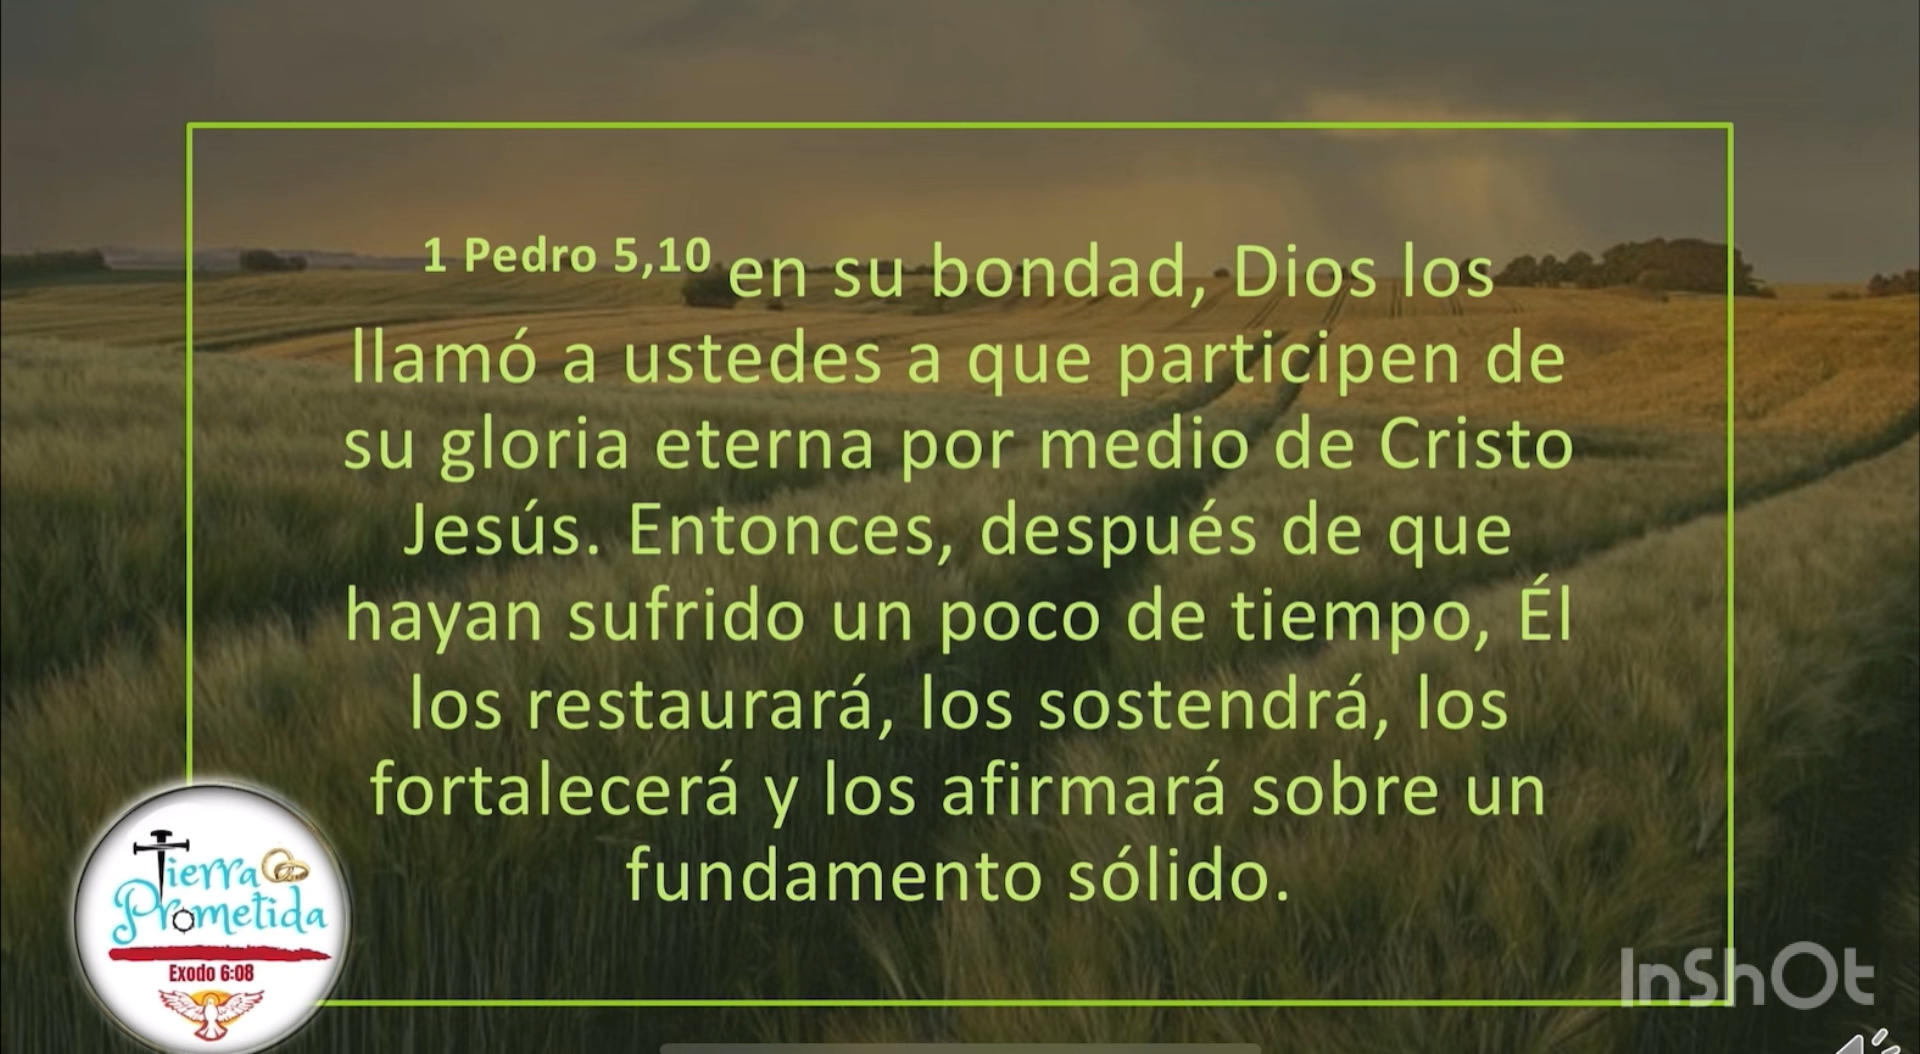 1 Pedro 5,10 en su bondad, Dios los
llamó a ustedes a que participen de
su gloria eterna por medio de Cristo
Jesús. Entonces, después de que
hayan sufrido un poco de tiempo, Él
los restaurará, los sostendrá, los
fortalecerá y los afirmará sobre un
fundamento sólido.
Tierra
Prometida
Exodo 6:08
InShOt